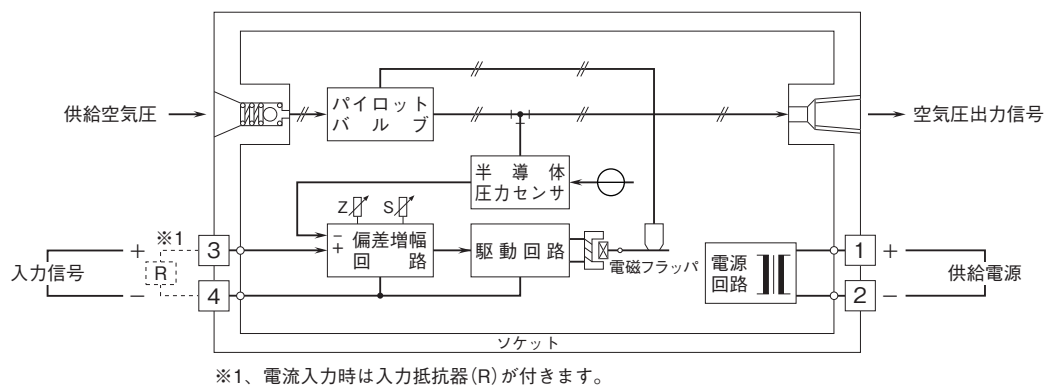 供給空気圧
パイロット
バルブ
空気圧出力信号
半導体
圧力センサ
Z
S
※1
+
3
−
+
偏差増幅
回路
駆動回路
電磁フラッパ
電源
回路
1
+
入力信号
R
供給電源
−
4
2
−
ソケット
※1、電流入力時は入力抵抗器(R)が付きます。